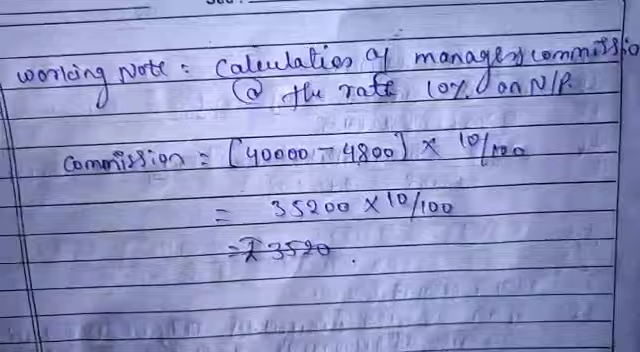 Working Note: Calculation of managers commissio
@ the rate 10% on N/P.
Commission = [40000 - 4800] × 10/100
= 35200 × 10/100
= ₹ 3520.